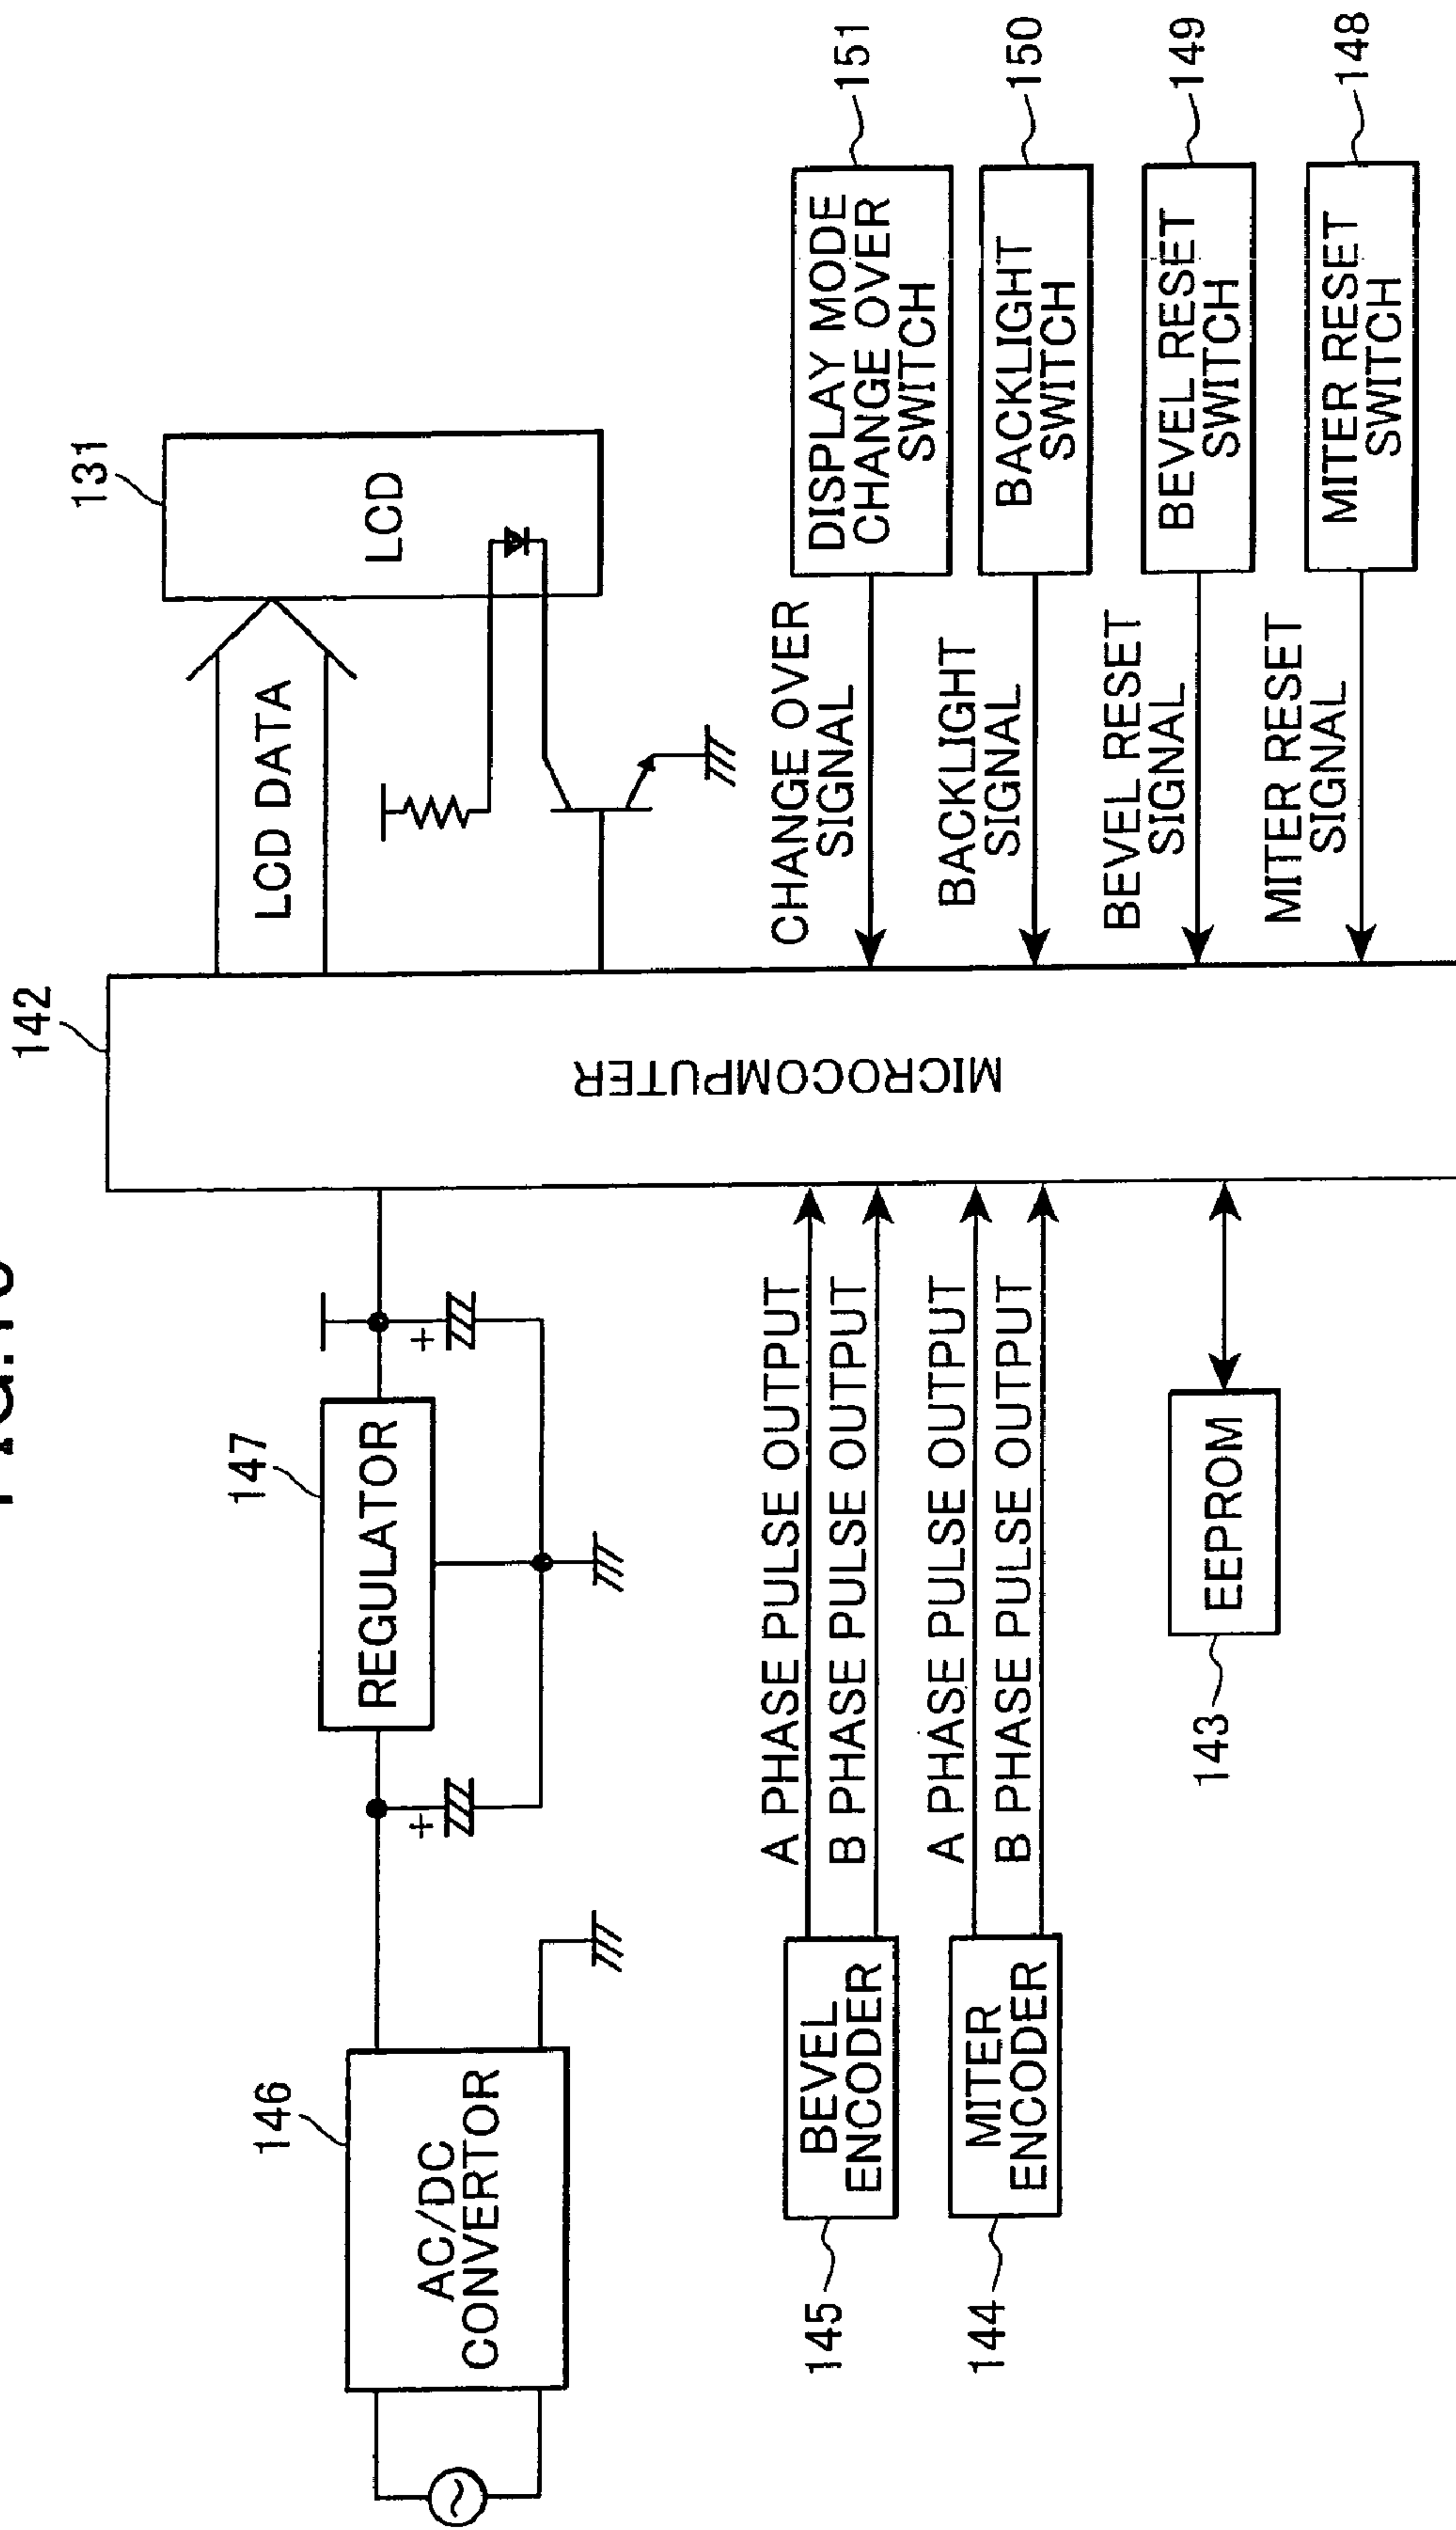 146
AC/DC
CONVERTOR
147
REGULATOR
+
+
142
MICROCOMPUTER
LCD DATA
131
LCD
145
BEVEL
ENCODER
A PHASE PULSE OUTPUT
B PHASE PULSE OUTPUT
144
MITER
ENCODER
A PHASE PULSE OUTPUT
B PHASE PULSE OUTPUT
143
EEPROM
CHANGE OVER
SIGNAL
DISPLAY MODE
CHANGE OVER
SWITCH
151
BACKLIGHT
SIGNAL
BACKLIGHT
SWITCH
150
BEVEL RESET
SIGNAL
BEVEL RESET
SWITCH
149
MITER RESET
SIGNAL
MITER RESET
SWITCH
148